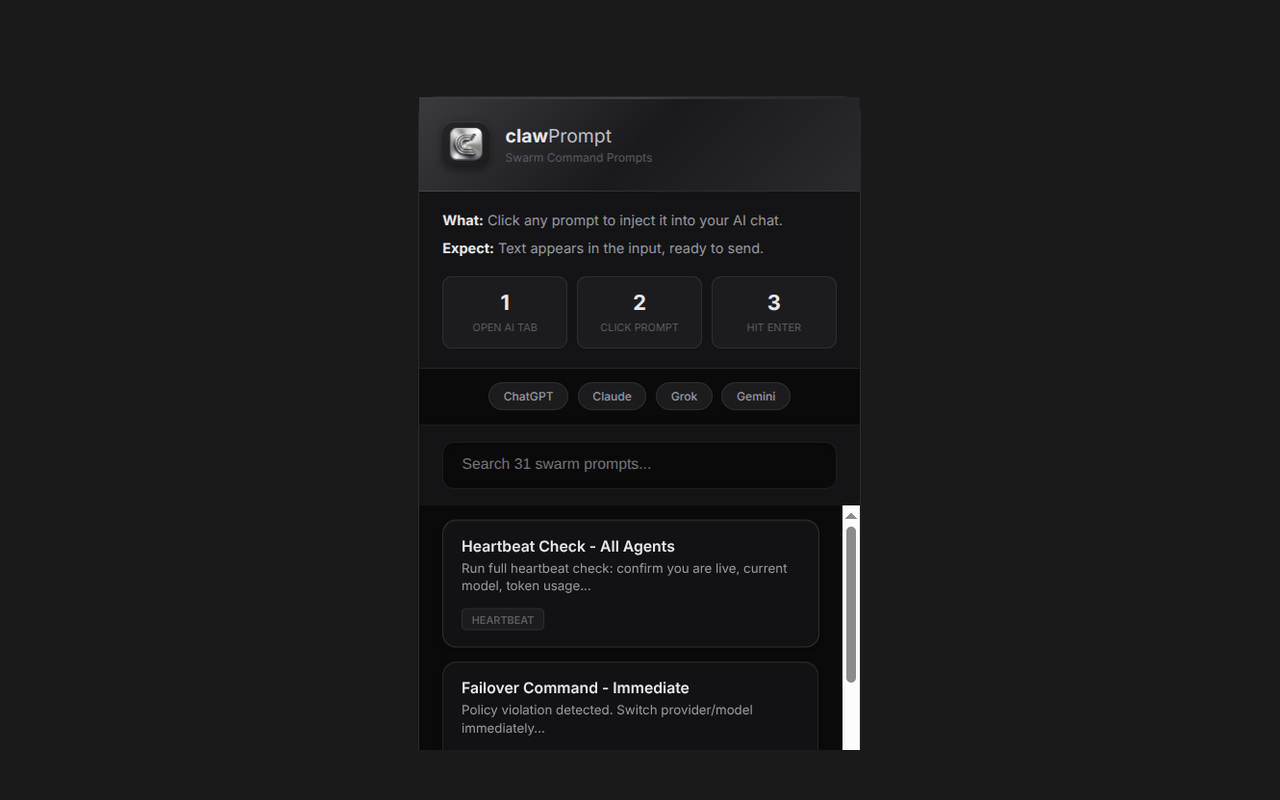 clawPrompt
Swarm Command Prompts
What: Click any prompt to inject it into your AI chat.
Expect: Text appears in the input, ready to send.
1
OPEN AI TAB
2
CLICK PROMPT
3
HIT ENTER
ChatGPT
Claude
Grok
Gemini
Search 31 swarm prompts...
Heartbeat Check - All Agents
Run full heartbeat check: confirm you are live, current
model, token usage...
HEARTBEAT
Failover Command - Immediate
Policy violation detected. Switch provider/model
immediately...